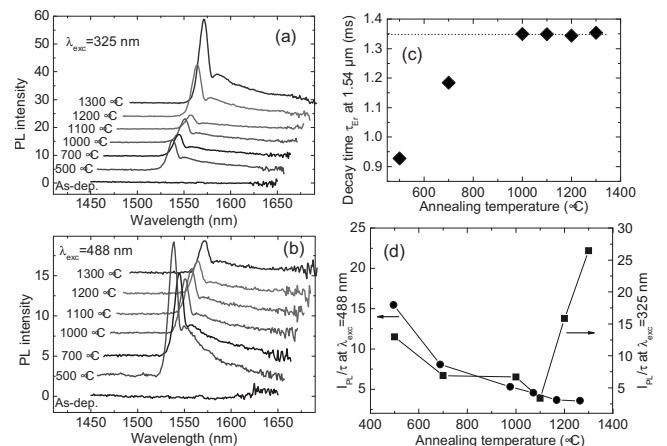 60
50
40
30
20
10
0
PL intensity
λexc=325 nm
(a)
1300 ∝C
1200 ∝C
1100 ∝C
1000 ∝C
700 ∝C
500 ∝C
As-dep.
1450 1500 1550 1600 1650
Wavelength (nm)
15
10
5
0
PL intensity
λexc=488 nm
(b)
1300 ∝C
1200 ∝C
1100 ∝C
1000 ∝C
700 ∝C
500 ∝C
As-dep.
1450 1500 1550 1600 1650
Wavelength (nm)
1.4
1.3
1.2
1.1
1.0
0.9
Decay time τEr at 1.54 µm (ms)
(c)
600 800 1000 1200 1400
Annealing temperature (∝C)
25
20
15
10
5
IPL/τ at λexc=488 nm
(d)
30
25
20
15
10
5
IPL/τ at λexc=325 nm
400 600 800 1000 1200 1400
Annealing temperature (∝C)